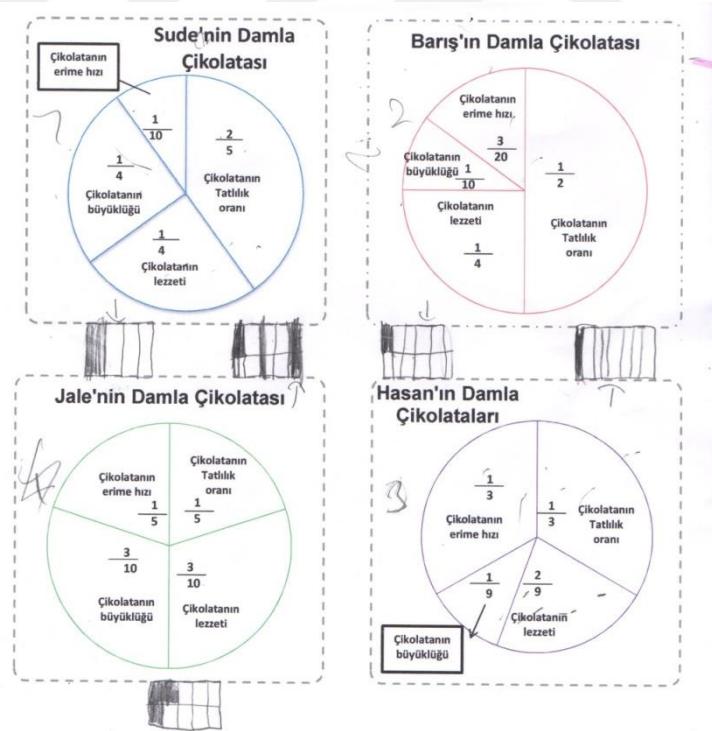 Sude'nin Damla
Çikolatası
Çikolatanın
erime hızı
1
10
2
5
Çikolatanın
Tatlılık
oranı
1
4
Çikolatanın
büyüklüğü
1
4
Çikolatanın
lezzeti
1
Barış'ın Damla Çikolatası
2
Çikolatanın
erime hızı
3
20
Çikolatanın
büyüklüğü
1
10
1
2
Çikolatanın
Tatlılık
oranı
Çikolatanın
lezzeti
1
4
Jale'nin Damla Çikolatası
4
Çikolatanın
erime hızı
1
5
Çikolatanın
Tatlılık
oranı
1
5
3
10
Çikolatanın
büyüklüğü
3
10
Çikolatanın
lezzeti
Hasan'ın Damla
Çikolataları
3
1
3
Çikolatanın
erime hızı
1
3
Çikolatanın
Tatlılık
oranı
1
9
2
9
Çikolatanın
lezzeti
Çikolatanın
büyüklüğü